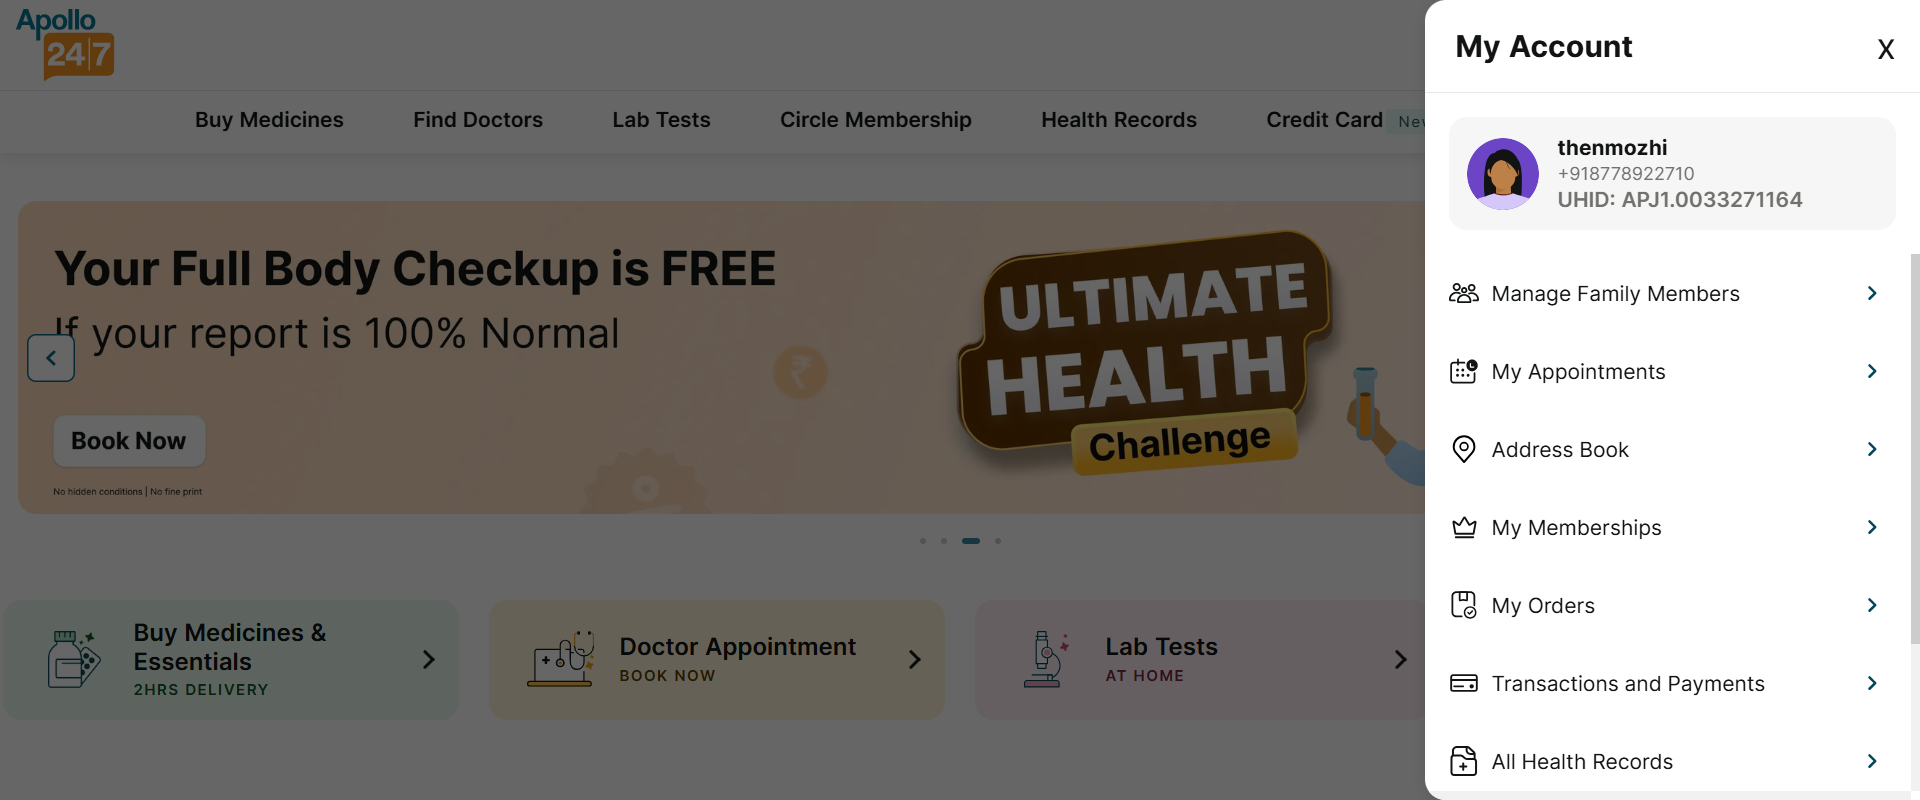 Apollo
24|7
Buy Medicines
Find Doctors
Lab Tests
Circle Membership
Health Records
Credit Card
Your Full Body Checkup is FREE
If your report is 100% Normal
Book Now
No hidden conditions | No fine print
₹
ULTIMATE
HEALTH
Challenge
Buy Medicines &
Essentials
2HRS DELIVERY
Doctor Appointment
BOOK NOW
Lab Tests
AT HOME
My Account
X
thenmozhi
+918778922710
UHID: APJ1.0033271164
Manage Family Members
My Appointments
Address Book
My Memberships
My Orders
Transactions and Payments
All Health Records